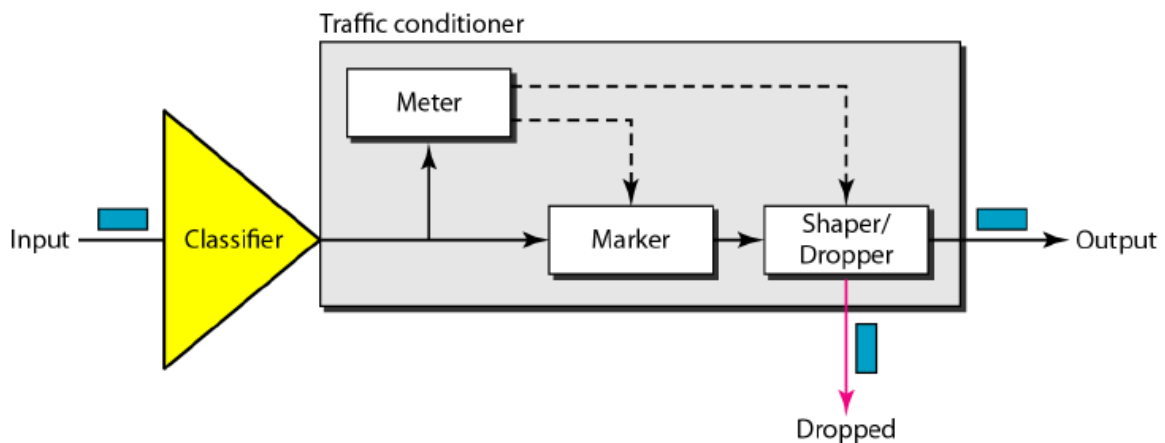 Traffic conditioner
Meter
Input
Classifier
Marker
Shaper/
Dropper
Output
Dropped